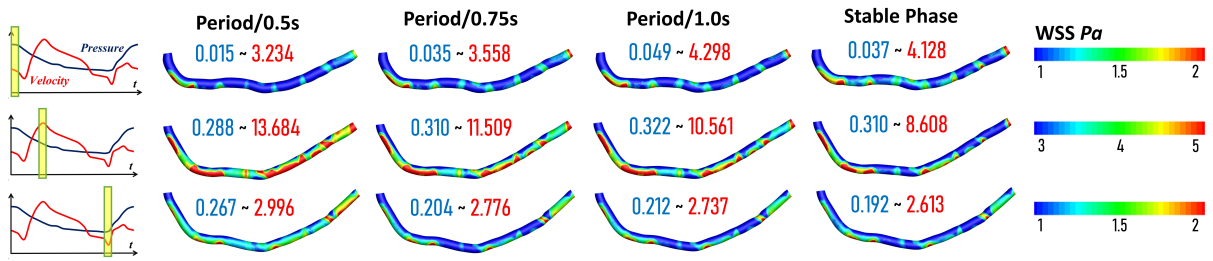 Period/0.5s Period/0.75s Period/1.0s Stable Phase
WSS Pa
Pressure
Velocity
t
0.015 ~ 3.234 0.035 ~ 3.558 0.049 ~ 4.298 0.037 ~ 4.128
1 1.5 2
t
0.288 ~ 13.684 0.310 ~ 11.509 0.322 ~ 10.561 0.310 ~ 8.608
3 4 5
t
0.267 ~ 2.996 0.204 ~ 2.776 0.212 ~ 2.737 0.192 ~ 2.613
1 1.5 2